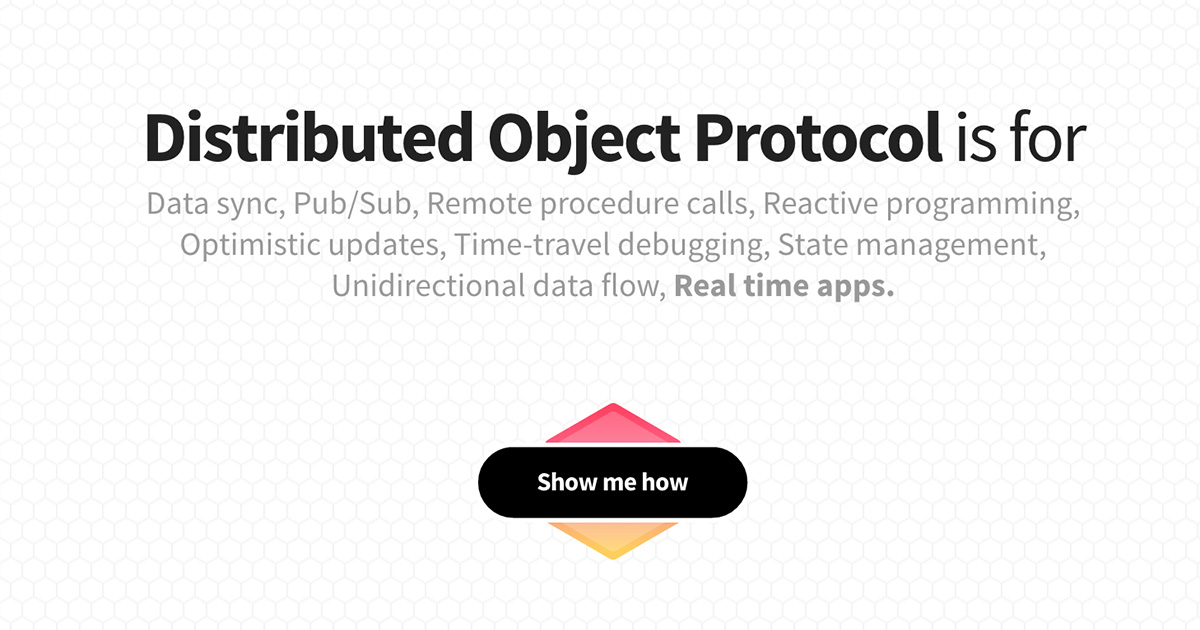 Distributed Object Protocol is for
Data sync, Pub/Sub, Remote procedure calls, Reactive programming,
Optimistic updates, Time-travel debugging, State management,
Unidirectional data flow, Real time apps.
Show me how